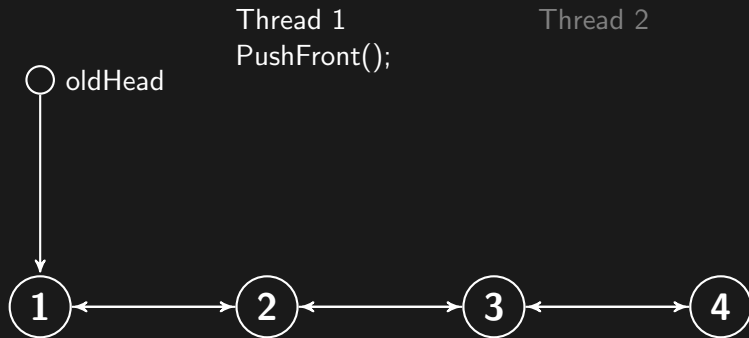 Thread 1
Thread 2
PushFront();
oldHead
1
2
3
4